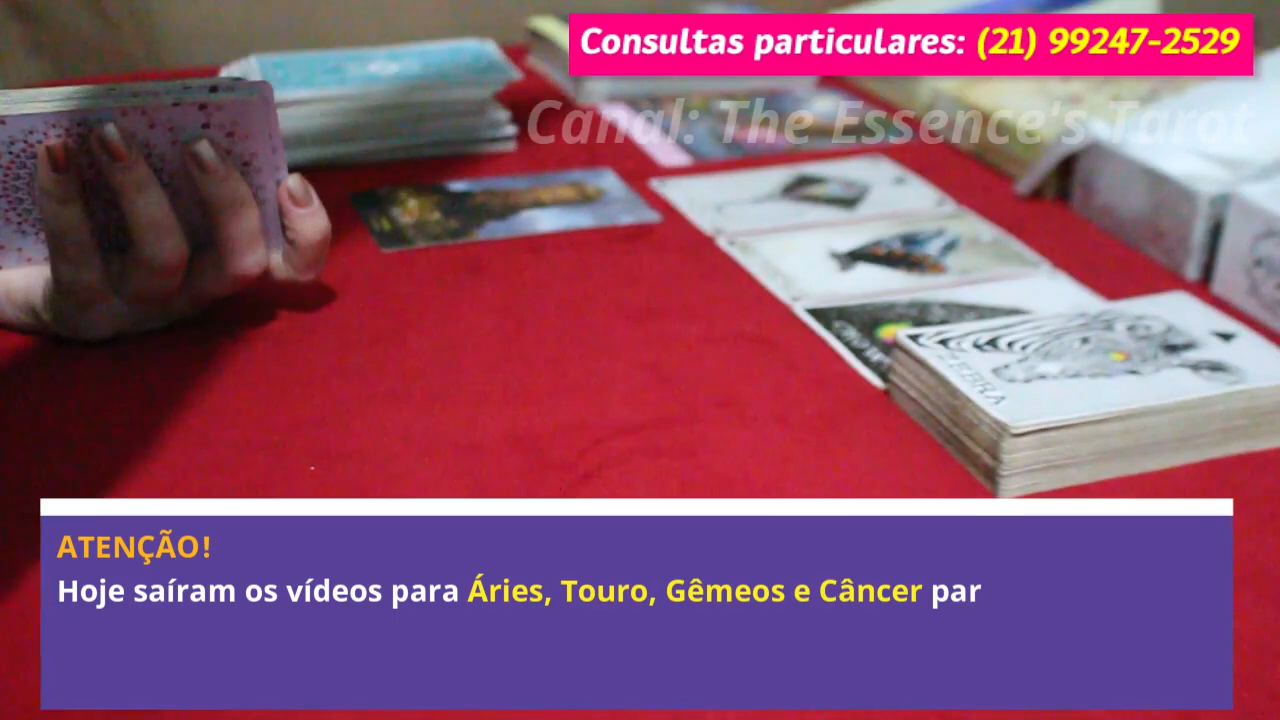 Consultas particulares: (21) 99247-2529
Canal: The Essence's Tarot
ZEBRA
ATENÇÃO!
Hoje saíram os vídeos para Áries, Touro, Gêmeos e Câncer par